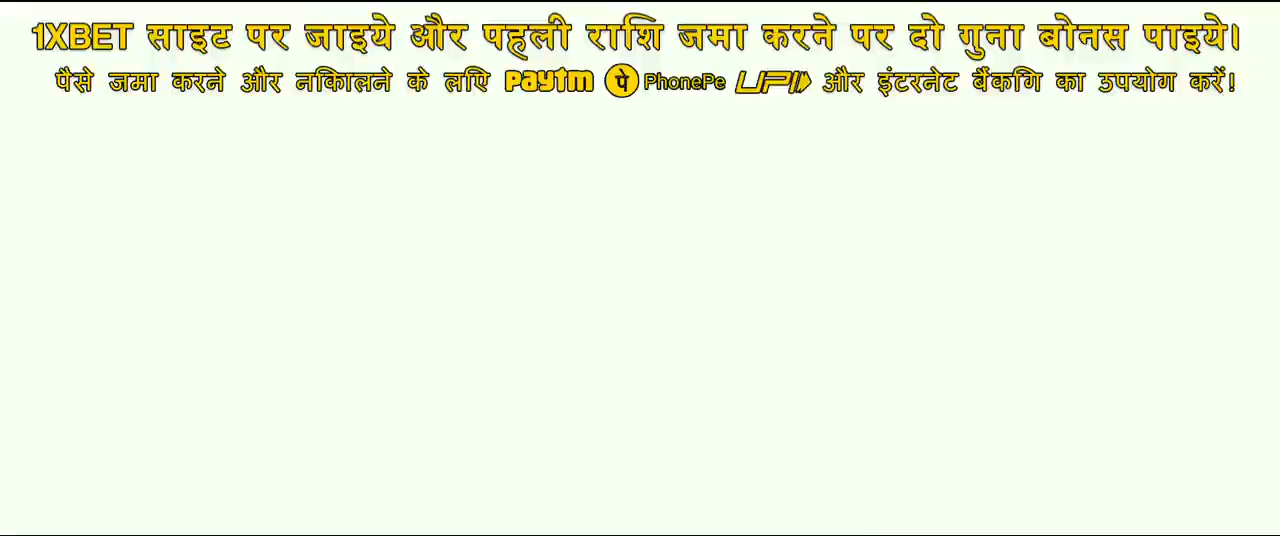 1XBET साइट पर जाइये और पहली राशि जमा करने पर दो गुना बोनस पाइये।
पैसे जमा करने और नकिालने के लएि Paytm पे PhonePe UPI और इंटरनेट बैंकगि का उपयोग करें!